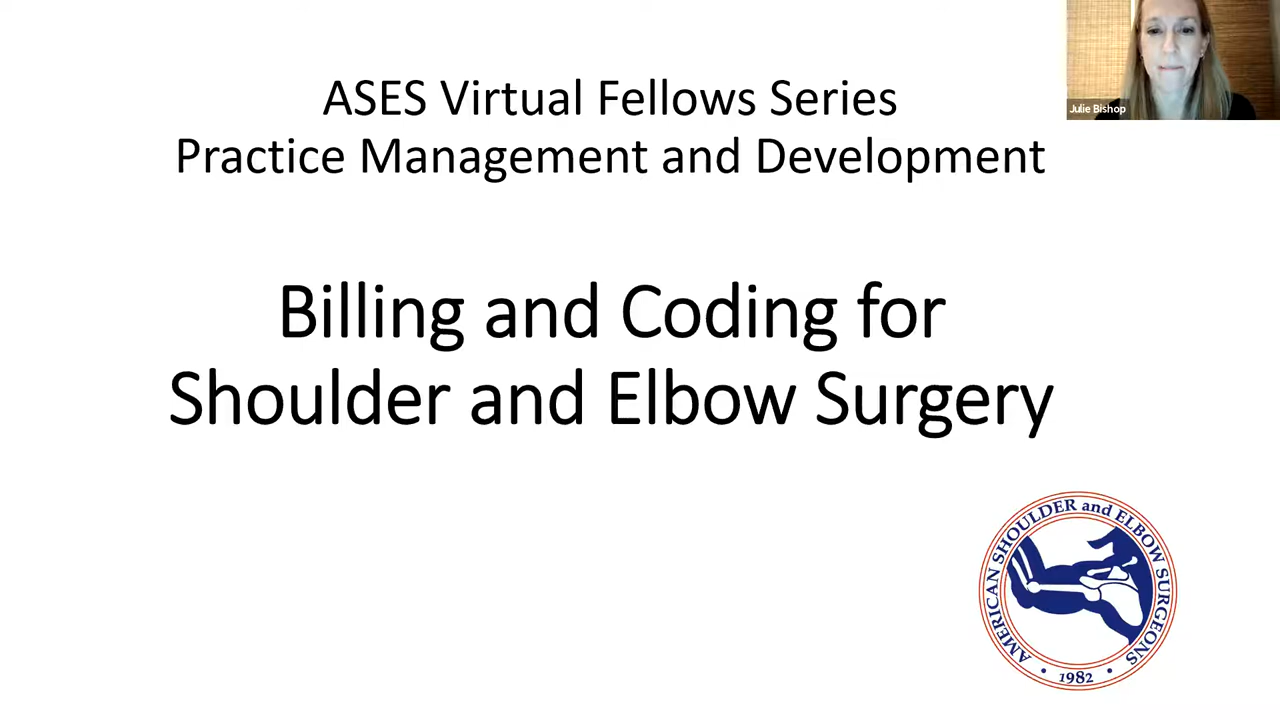 ASES Virtual Fellows Series
Practice Management and Development
Julie Bishop
Billing and Coding for
Shoulder and Elbow Surgery
AMERICAN SHOULDER and ELBOW SURGEONS
• 1982 •